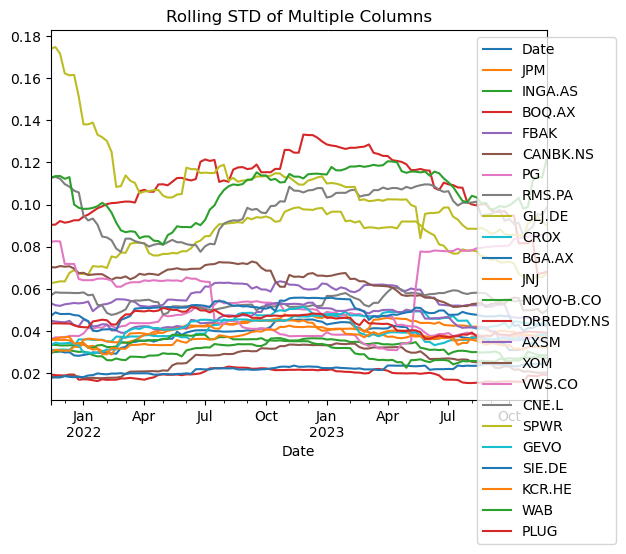 Rolling STD of Multiple Columns
0.18
0.16
0.14
0.12
0.10
0.08
0.06
0.04
0.02
Jan
2022
Apr
Jul
Oct
Jan
2023
Apr
Jul
Oct
Date
Date
JPM
INGA.AS
BOQ.AX
FBAK
CANBK.NS
PG
RMS.PA
GLJ.DE
CROX
BGA.AX
JNJ
NOVO-B.CO
DRREDDY.NS
AXSM
XOM
VWS.CO
CNE.L
SPWR
GEVO
SIE.DE
KCR.HE
WAB
PLUG